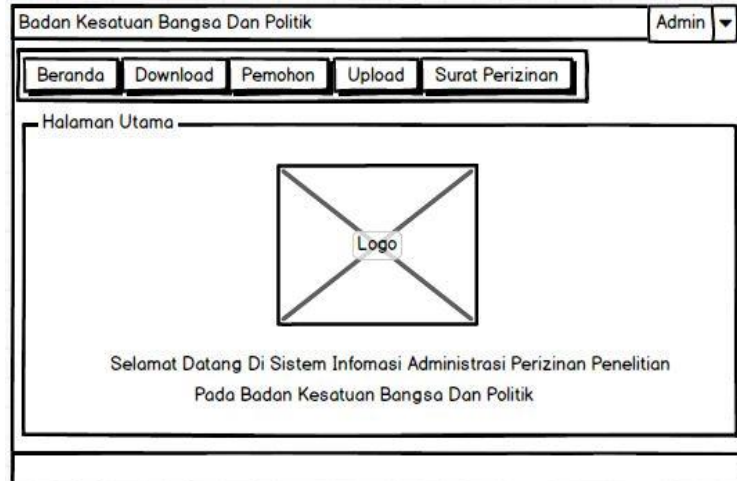 Badan Kesatuan Bangsa Dan Politik Admin
Beranda Download Pemohon Upload Surat Perizinan
Halaman Utama
Logo
Selamat Datang Di Sistem Infomasi Administrasi Perizinan Penelitian
Pada Badan Kesatuan Bangsa Dan Politik